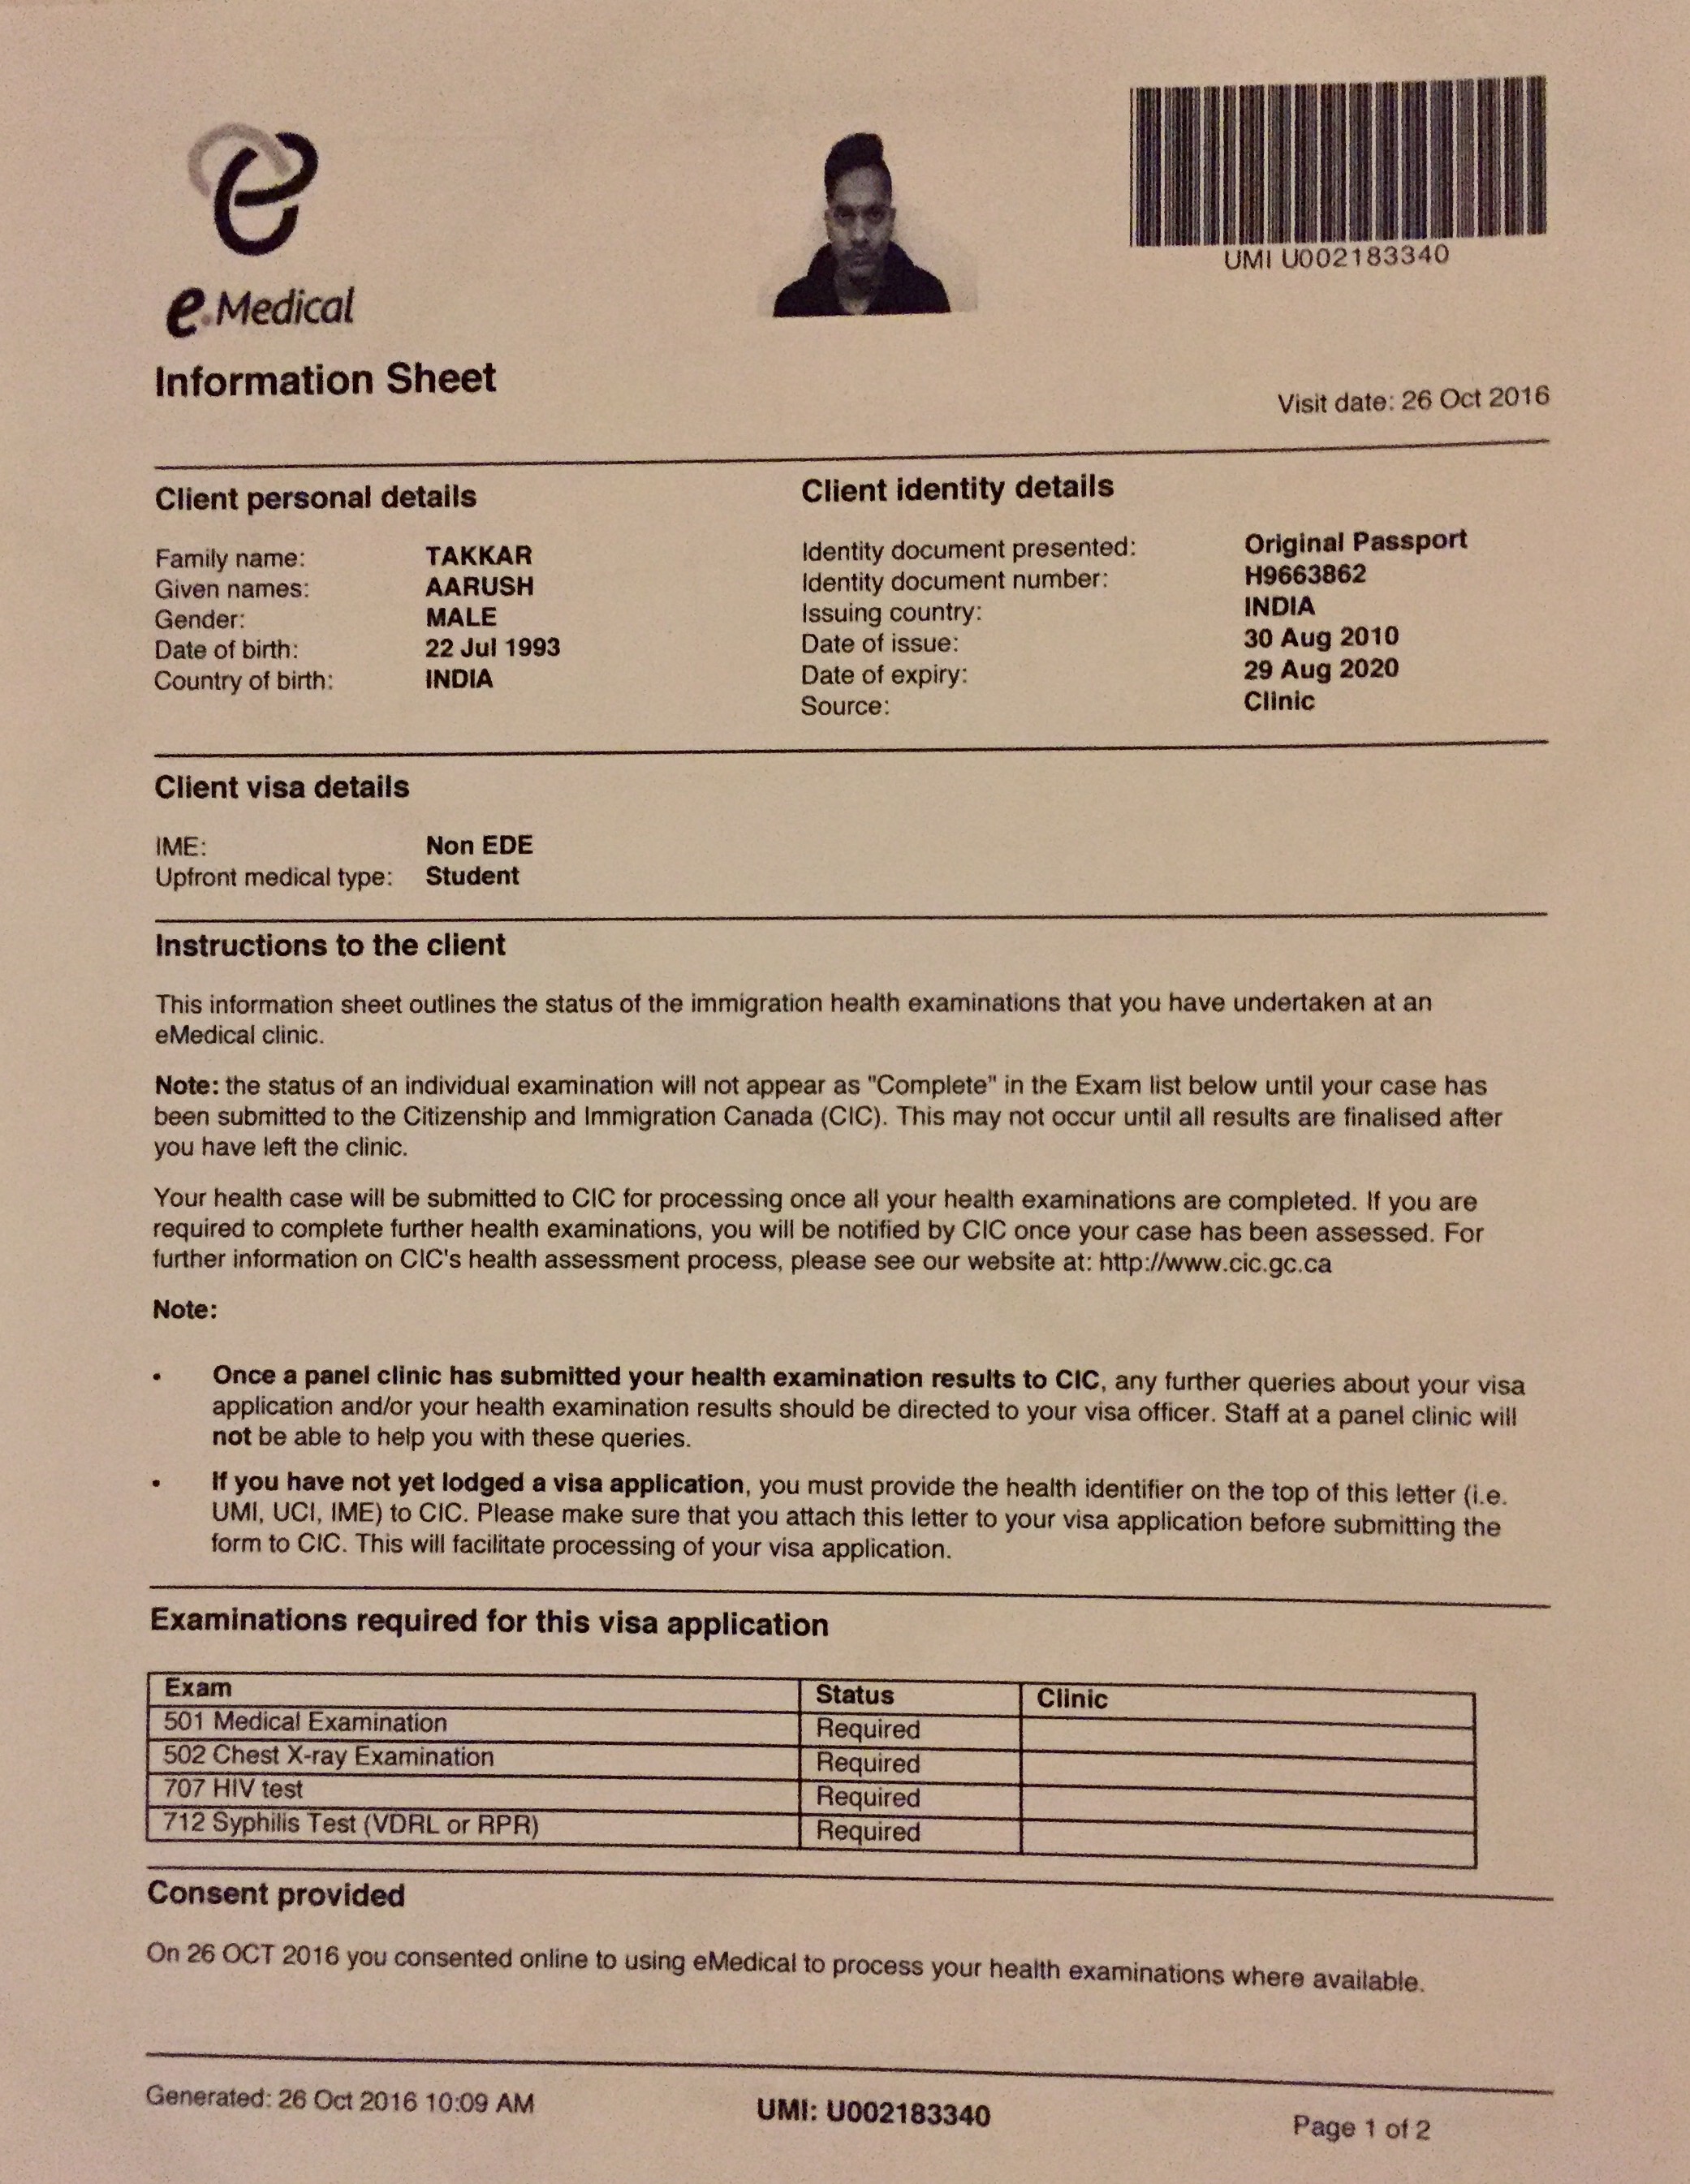 e.Medical
UMI U002183340
Information Sheet
Visit date: 26 Oct 2016
Client personal details
Family name: TAKKAR
Given names: AARUSH
Gender: MALE
Date of birth: 22 Jul 1993
Country of birth: INDIA
Client identity details
Identity document presented: Original Passport
Identity document number: H9663862
Issuing country: INDIA
Date of issue: 30 Aug 2010
Date of expiry: 29 Aug 2020
Source: Clinic
Client visa details
IME: Non EDE
Upfront medical type: Student
Instructions to the client
This information sheet outlines the status of the immigration health examinations that you have undertaken at an
eMedical clinic.
Note: the status of an individual examination will not appear as "Complete" in the Exam list below until your case has
been submitted to the Citizenship and Immigration Canada (CIC). This may not occur until all results are finalised after
you have left the clinic.
Your health case will be submitted to CIC for processing once all your health examinations are completed. If you are
required to complete further health examinations, you will be notified by CIC once your case has been assessed. For
further information on CIC's health assessment process, please see our website at: http://www.cic.gc.ca
Note:
• Once a panel clinic has submitted your health examination results to CIC, any further queries about your visa
application and/or your health examination results should be directed to your visa officer. Staff at a panel clinic will
not be able to help you with these queries.
• If you have not yet lodged a visa application, you must provide the health identifier on the top of this letter (i.e.
UMI, UCI, IME) to CIC. Please make sure that you attach this letter to your visa application before submitting the
form to CIC. This will facilitate processing of your visa application.
Examinations required for this visa application
Exam Status Clinic
501 Medical Examination Required
502 Chest X-ray Examination Required
707 HIV test Required
712 Syphilis Test (VDRL or RPR) Required
Consent provided
On 26 OCT 2016 you consented online to using eMedical to process your health examinations where available.
Generated: 26 Oct 2016 10:09 AM UMI: U002183340 Page 1 of 2